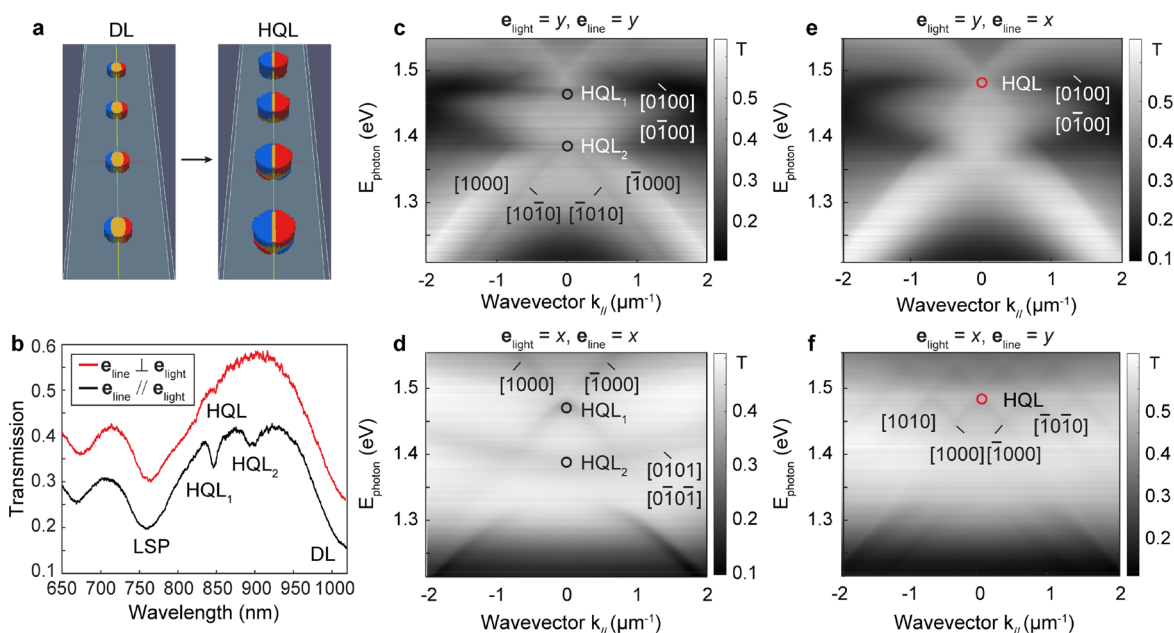 a
DL
HQL
b
Transmission
0.6
0.5
0.4
0.3
0.2
0.1
e_line ⊥ e_light
e_line // e_light
HQL
HQL₁
HQL₂
LSP
DL
650 700 750 800 850 900 950 1000
Wavelength (nm)
c
e_light = y, e_line = y
E_photon (eV)
1.5
1.4
1.3
HQL₁
[0100]
[01̅00]
HQL₂
[1000]
[1̅000]
[101̅0]
[1̅010]
-2 -1 0 1 2
Wavevector k_// (µm⁻¹)
T
0.5
0.4
0.3
0.2
d
e_light = x, e_line = x
E_photon (eV)
1.5
1.4
1.3
[1000]
[1̅000]
HQL₁
HQL₂
[0101]
[01̅01̅]
-2 -1 0 1 2
Wavevector k_// (µm⁻¹)
T
0.4
0.3
0.2
0.1
e
e_light = y, e_line = x
E_photon (eV)
1.5
1.4
1.3
HQL
[0100]
[01̅00]
-2 -1 0 1 2
Wavevector k_// (µm⁻¹)
T
0.5
0.4
0.3
0.2
0.1
f
e_light = x, e_line = y
E_photon (eV)
1.5
1.4
1.3
HQL
[1010]
[1̅01̅0]
[1000]
[1̅000]
-2 -1 0 1 2
Wavevector k_// (µm⁻¹)
T
0.5
0.4
0.3
0.2